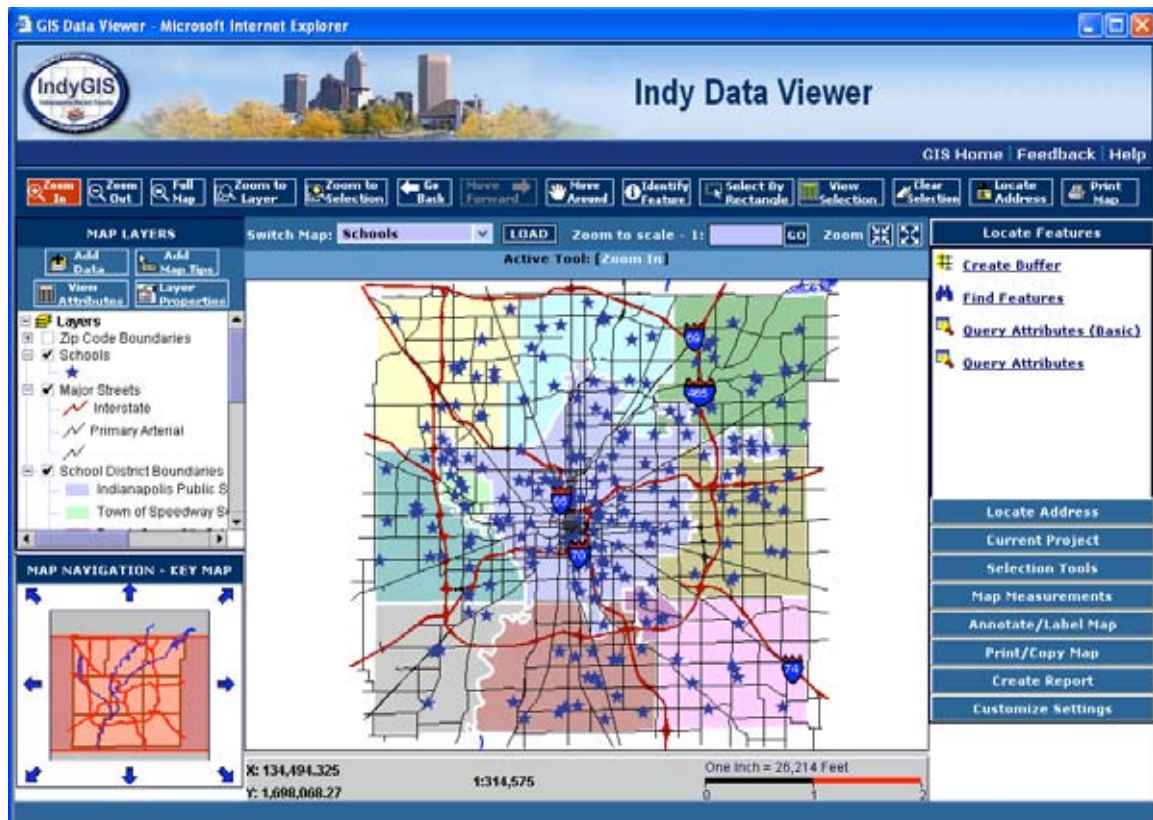 GIS Data Viewer - Microsoft Internet Explorer
IndyGIS
Indy Data Viewer
GIS Home | Feedback | Help
Zoom In
Zoom Out
Full Map
Zoom to Layer
Zoom to Selection
Go Back
Move Forward
Move Around
Identify Feature
Select By Rectangle
View Selection
Clear Selection
Locate Address
Print Map
MAP LAYERS
Add Data
Add Map Tips
View Attributes
Layer Properties
Layers
Zip Code Boundaries
Schools
Major Streets
Interstate
Primary Arterial
School District Boundaries
Indianapolis Public S
Town of Speedway S
MAP NAVIGATION - KEY MAP
Switch Map: Schools LOAD Zoom to scale - 1: GO Zoom
Active Tool: [Zoom In]
69
465
65
70
74
X: 134,494.325
Y: 1,698,068.27
1:314,575
One Inch = 26,214 Feet
0 1 2
Locate Features
Create Buffer
Find Features
Query Attributes (Basic)
Query Attributes
Locate Address
Current Project
Selection Tools
Map Measurements
Annotate/Label Map
Print/Copy Map
Create Report
Customize Settings